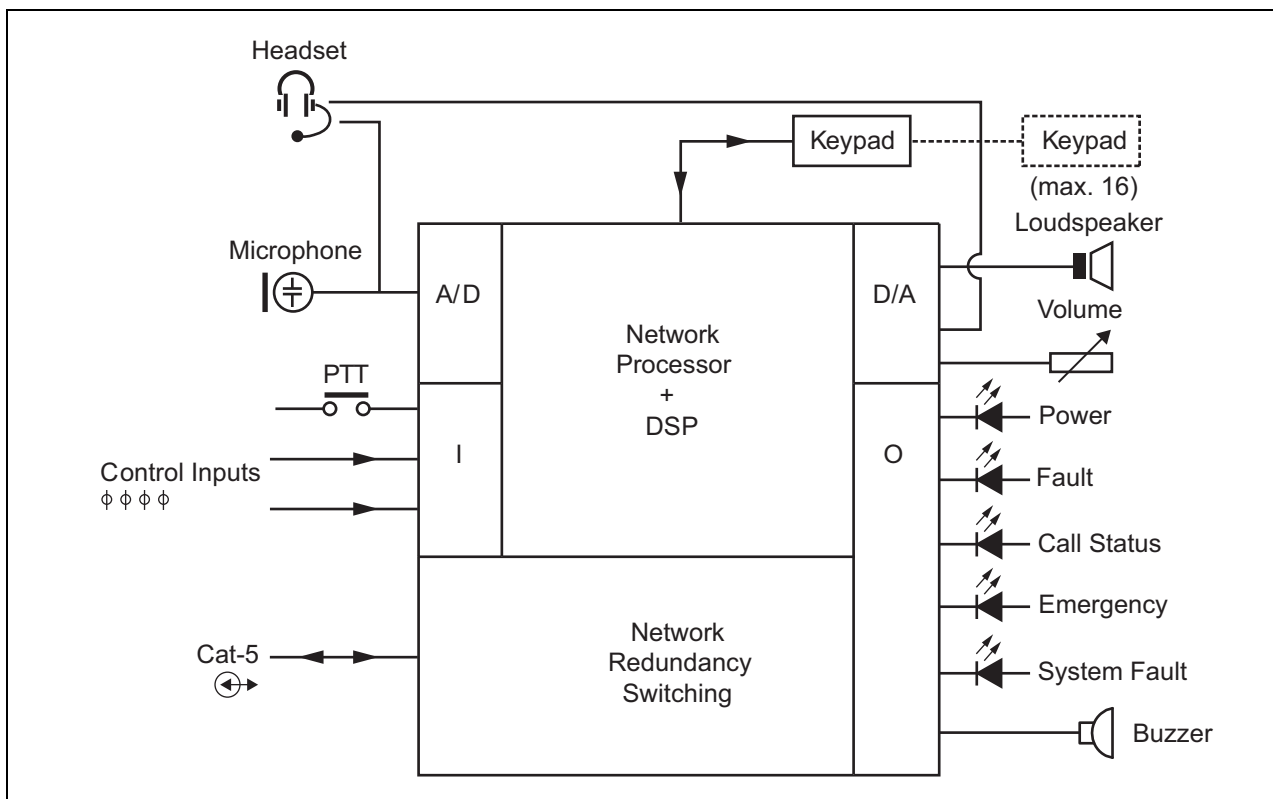 Headset
Keypad
Keypad
(max. 16)
Loudspeaker
Microphone
A/D
D/A
Volume
Network
Processor
+
DSP
PTT
I
O
Power
Control Inputs
Fault
Call Status
Emergency
Network
Redundancy
Switching
Cat-5
System Fault
Buzzer